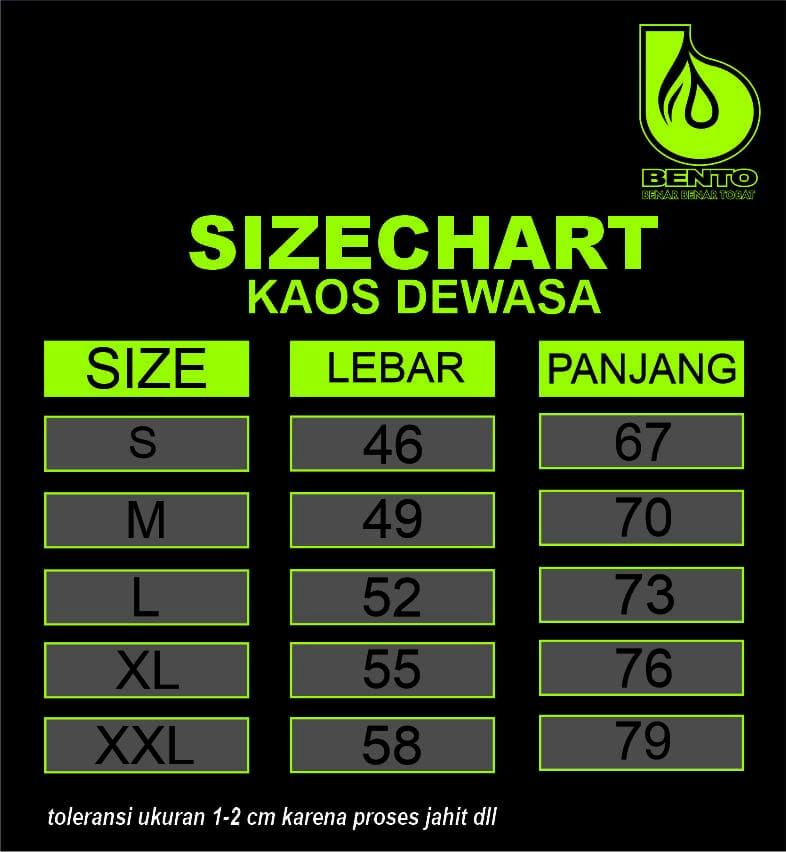 BENTO
BENAR BENAR TOBAT
SIZECHART
KAOS DEWASA
SIZE LEBAR PANJANG
S 46 67
M 49 70
L 52 73
XL 55 76
XXL 58 79
toleransi ukuran 1-2 cm karena proses jahit dll